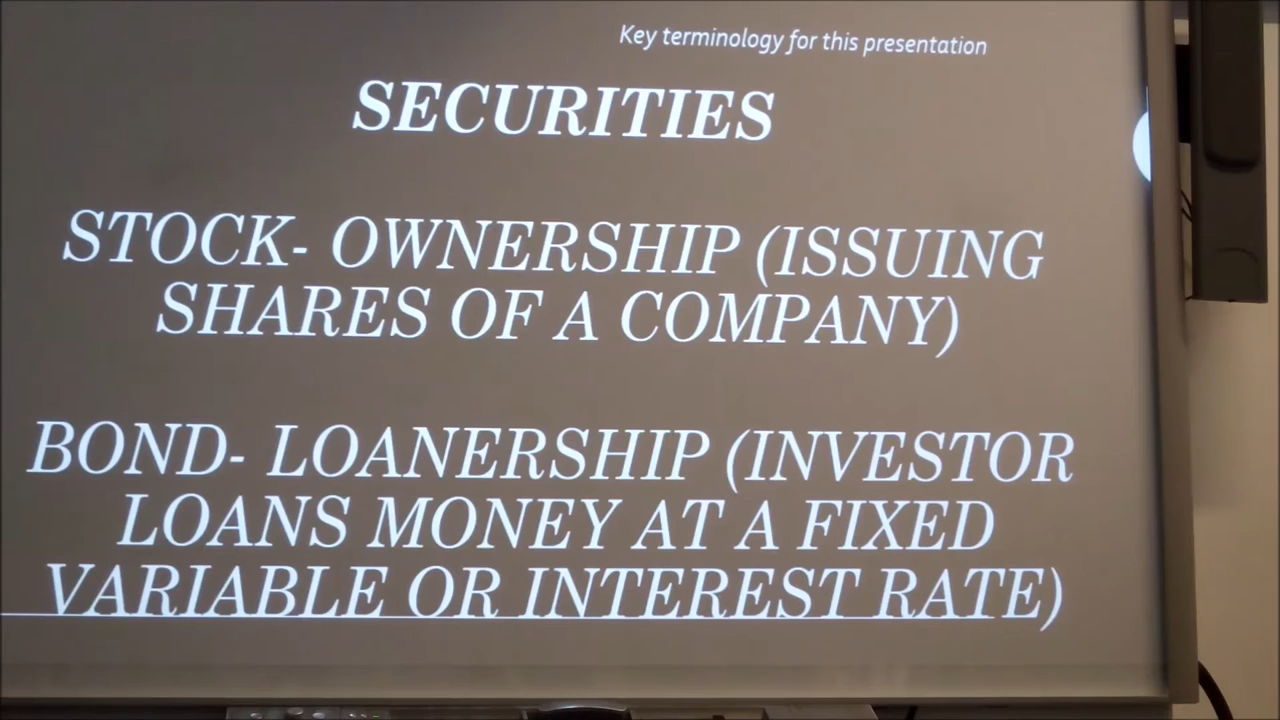 Key terminology for this presentation
SECURITIES
STOCK- OWNERSHIP (ISSUING
SHARES OF A COMPANY)
BOND- LOANERSHIP (INVESTOR
LOANS MONEY AT A FIXED
VARIABLE OR INTEREST RATE)